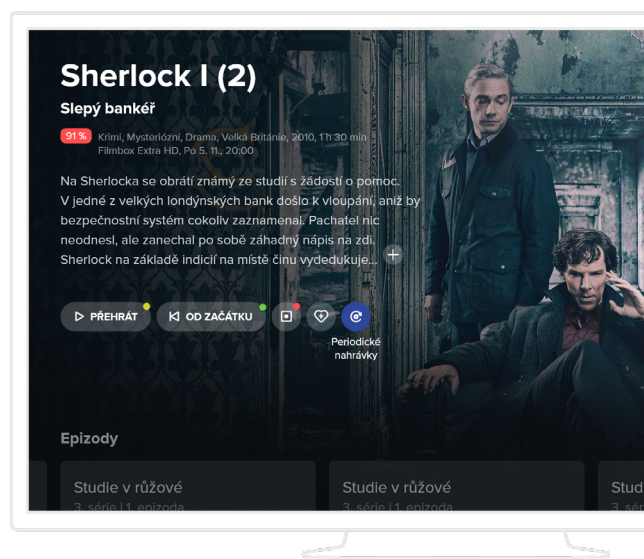 Sherlock I (2)
Slepý bankéř
91 % Krimi, Mysteriózní, Drama, Velká Británie, 2010, 1 h 30 min
Filmbox Extra HD, Po 5. 11., 20:00
Na Sherlocka se obrátí známý ze studií s žádostí o pomoc.
V jedné z velkých londýnských bank došlo k vloupání, aniž by
bezpečnostní systém cokoliv zaznamenal. Pachatel nic
neodnesl, ale zanechal po sobě záhadný nápis na zdi.
Sherlock na základě indicií na místě činu vydedukuje...
PŘEHRÁT
OD ZAČÁTKU
Periodické
nahrávky
Epizody
Studie v růžové
3. série | 1. epizoda
Studie v růžové
3. série | 1. epizoda
Stud
3. sér